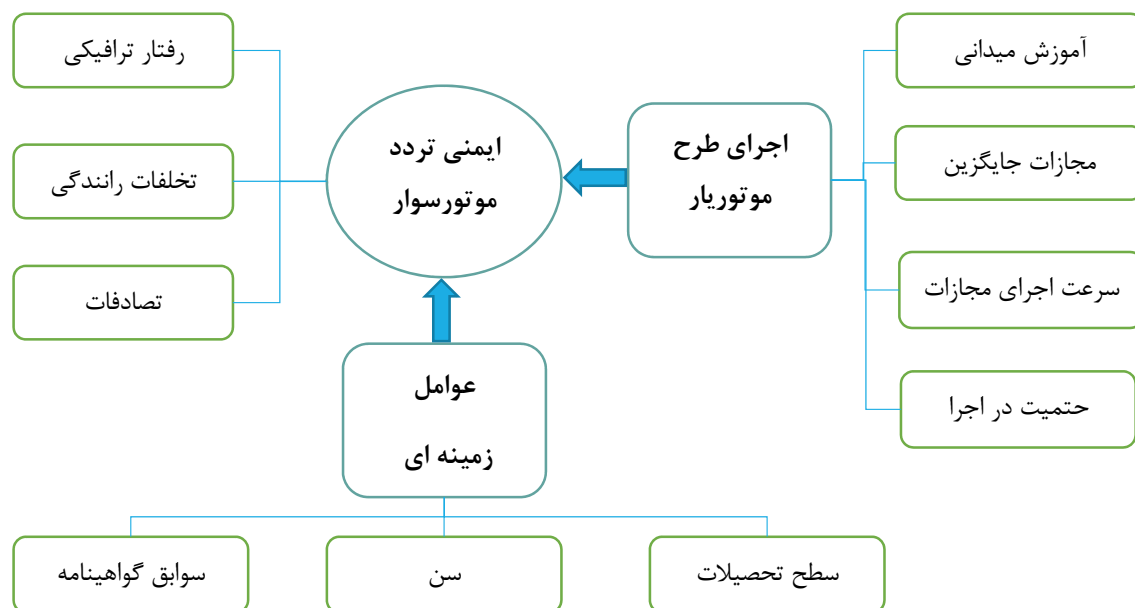 آموزش میدانی
رفتار ترافیکی
اجرای طرح
موتوریار
ایمنی تردد
موتورسوار
مجازات جایگزین
تخلفات رانندگی
سرعت اجرای مجازات
تصادفات
حتمیت در اجرا
عوامل
زمینه ای
سطح تحصیلات
سن
سوابق گواهینامه